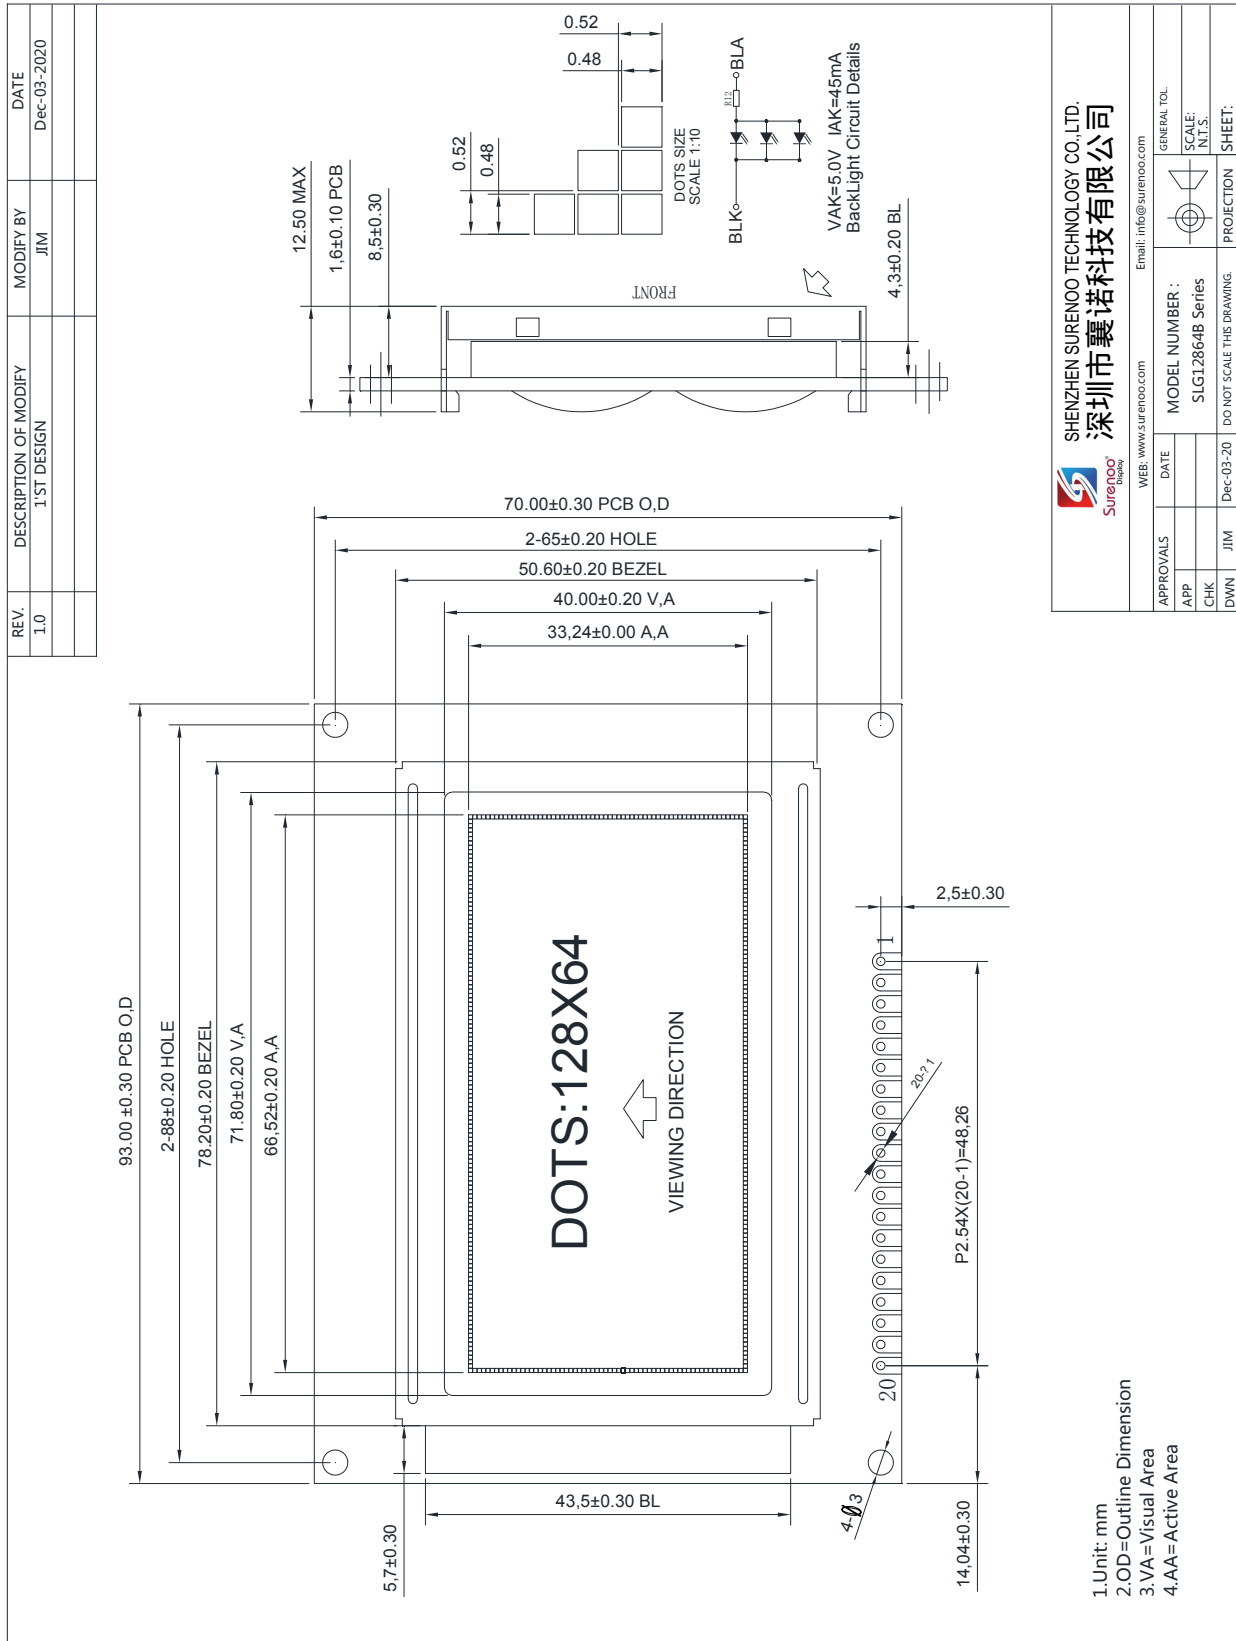 REV.
DESCRIPTION OF MODIFY
MODIFY BY
DATE
1.0
1'ST DESIGN
JIM
Dec-03-2020
93.00 ±0.30 PCB O,D
2-88±0.20 HOLE
78.20±0.20 BEZEL
71.80±0.20 V,A
66,52±0.20 A,A
70.00±0.30 PCB O,D
2-65±0.20 HOLE
50.60±0.20 BEZEL
40.00±0.20 V,A
33,24±0.00 A,A
12.50 MAX
1,6±0.10 PCB
8,5±0.30
FRONT
4,3±0.20 BL
0.52
0.48
0.52
0.48
DOTS SIZE
SCALE 1:10
BLK
R12
BLA
VAK=5.0V IAK=45mA
BackLight Circuit Details
5,7±0.30
43,5±0.30 BL
DOTS:128X64
VIEWING DIRECTION
4-Ø3
20
1
20-? 1
2,5±0.30
14,04±0.30
P2.54X(20-1)=48,26
1.Unit: mm
2.OD=Outline Dimension
3.VA=Visual Area
4.AA=Active Area
Surenoo®
Display
SHENZHEN SURENOO TECHNOLOGY CO.,LTD.
深圳市襄诺科技有限公司
WEB: www.surenoo.com
Email: info@surenoo.com
APPROVALS
DATE
APP
CHK
DWN
JIM
Dec-03-20
MODEL NUMBER :
SLG12864B Series
DO NOT SCALE THIS DRAWING.
PROJECTION
GENERAL TOL.
SCALE:
N.T.S.
SHEET: